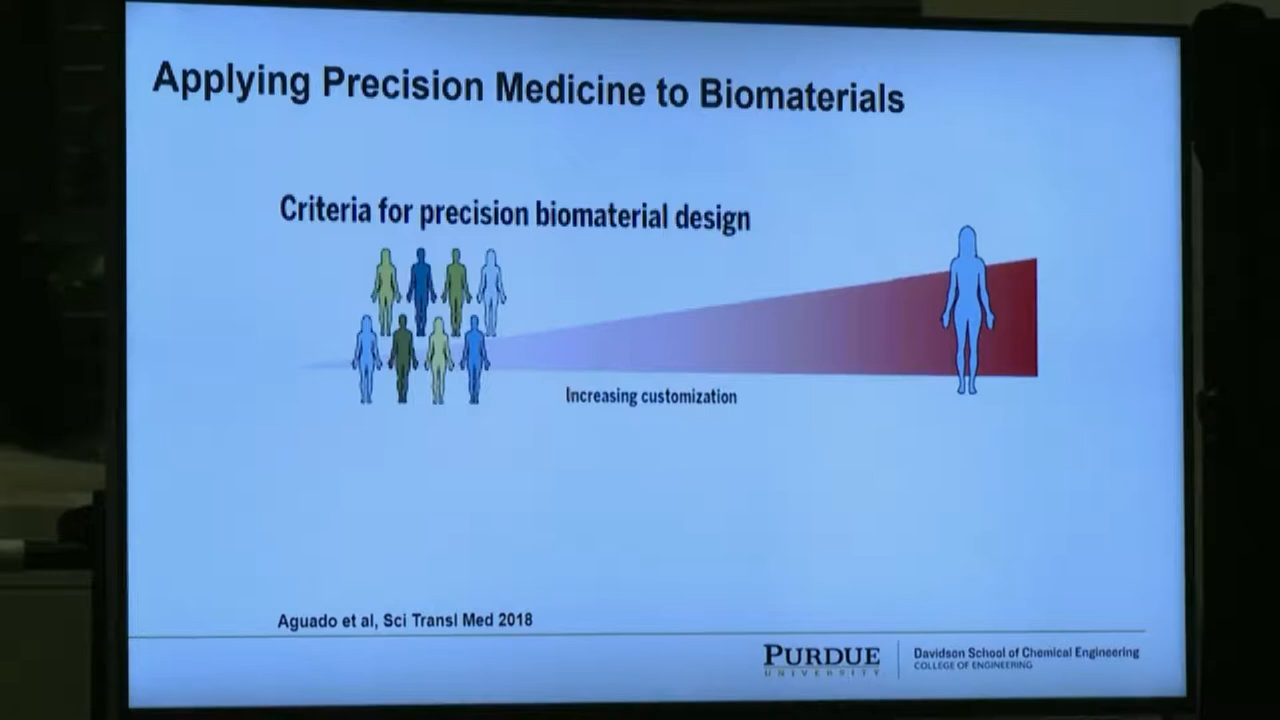 Applying Precision Medicine to Biomaterials
Criteria for precision biomaterial design
Increasing customization
Aguado et al, Sci Transl Med 2018
PURDUE
UNIVERSITY
Davidson School of Chemical Engineering
COLLEGE OF ENGINEERING